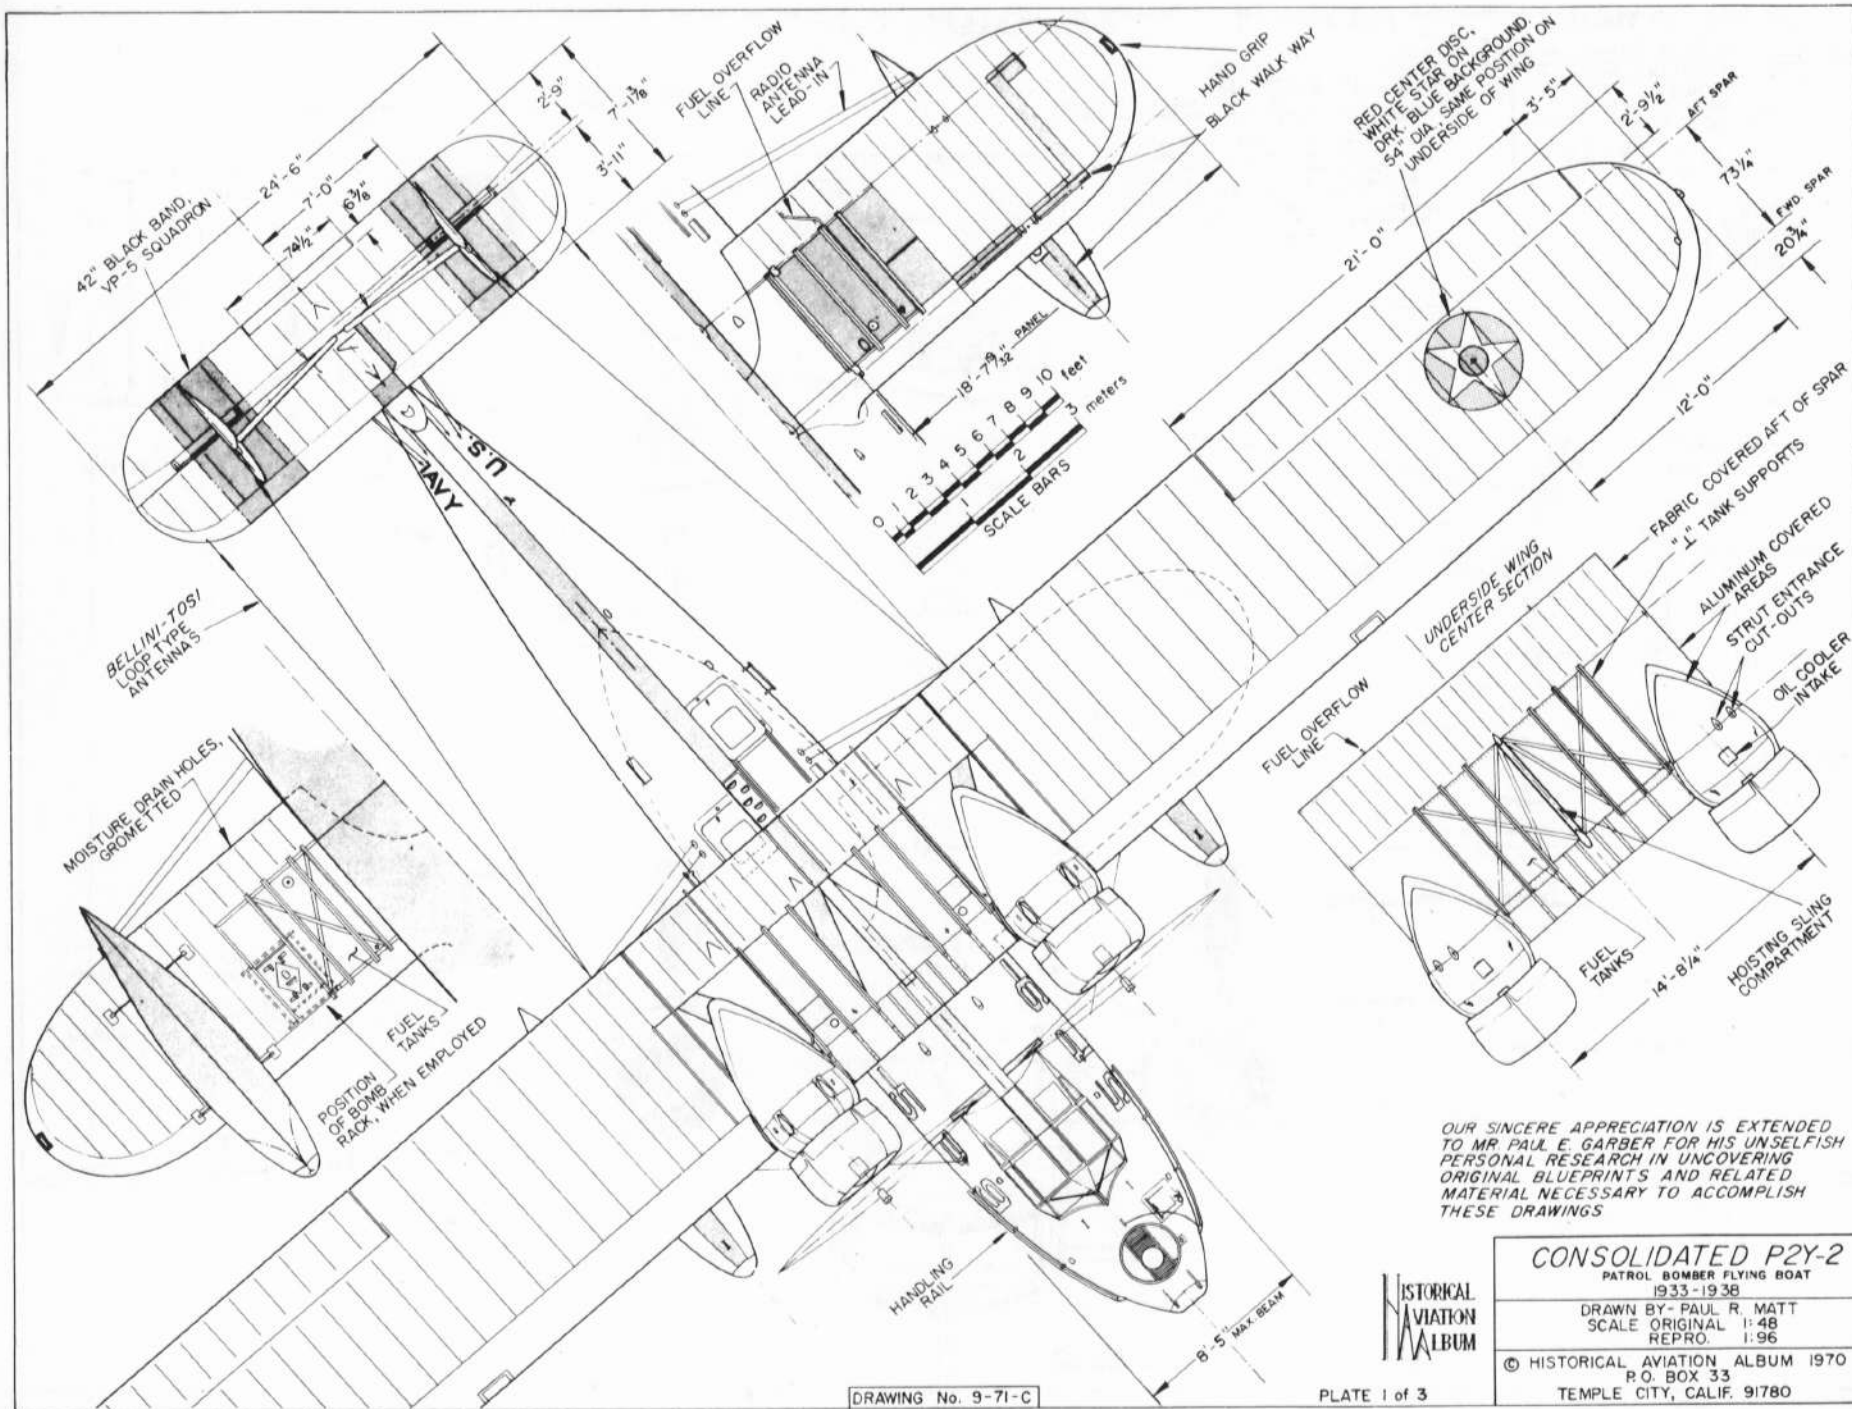 24'-6"
7'-0"
74½"
6⅜"
2'-9"
7'-1⅜"
3'-11"
42" BLACK BAND,
VP-5 SQUADRON
FUEL OVERFLOW
LINE
RADIO
ANTENNA
LEAD-IN
HAND GRIP
BLACK WALK WAY
RED CENTER DISC,
WHITE STAR ON
DRK. BLUE BACKGROUND.
54" DIA. SAME POSITION ON
UNDERSIDE OF WING
3'-5"
2'-9½"
AFT SPAR
73¼"
FWD. SPAR
20¾"
21'-0"
12'-0"
18'-7 19/32" PANEL
0 1 2 3 4 5 6 7 8 9 10 feet
1 2 3 meters
SCALE BARS
U.S.
NAVY
BELLINI-TOSI
LOOP TYPE
ANTENNAS
FABRIC COVERED AFT OF SPAR
"⊥" TANK SUPPORTS
ALUMINUM COVERED
AREAS
STRUT ENTRANCE
CUT-OUTS
OIL COOLER
INTAKE
UNDERSIDE WING
CENTER SECTION
FUEL OVERFLOW
LINE
FUEL
TANKS
HOISTING SLING
COMPARTMENT
14'-8¼"
MOISTURE DRAIN HOLES,
GROMETTED
FUEL
TANKS
POSITION
OF BOMB
RACK, WHEN EMPLOYED
HANDLING
RAIL
8'-5" MAX. BEAM
OUR SINCERE APPRECIATION IS EXTENDED
TO MR. PAUL E. GARBER FOR HIS UNSELFISH
PERSONAL RESEARCH IN UNCOVERING
ORIGINAL BLUEPRINTS AND RELATED
MATERIAL NECESSARY TO ACCOMPLISH
THESE DRAWINGS
HISTORICAL
AVIATION
ALBUM
CONSOLIDATED P2Y-2
PATROL BOMBER FLYING BOAT
1933-1938
DRAWN BY- PAUL R. MATT
SCALE ORIGINAL 1:48
REPRO. 1:96
© HISTORICAL AVIATION ALBUM 1970
P.O. BOX 33
TEMPLE CITY, CALIF. 91780
DRAWING No. 9-71-C
PLATE 1 of 3